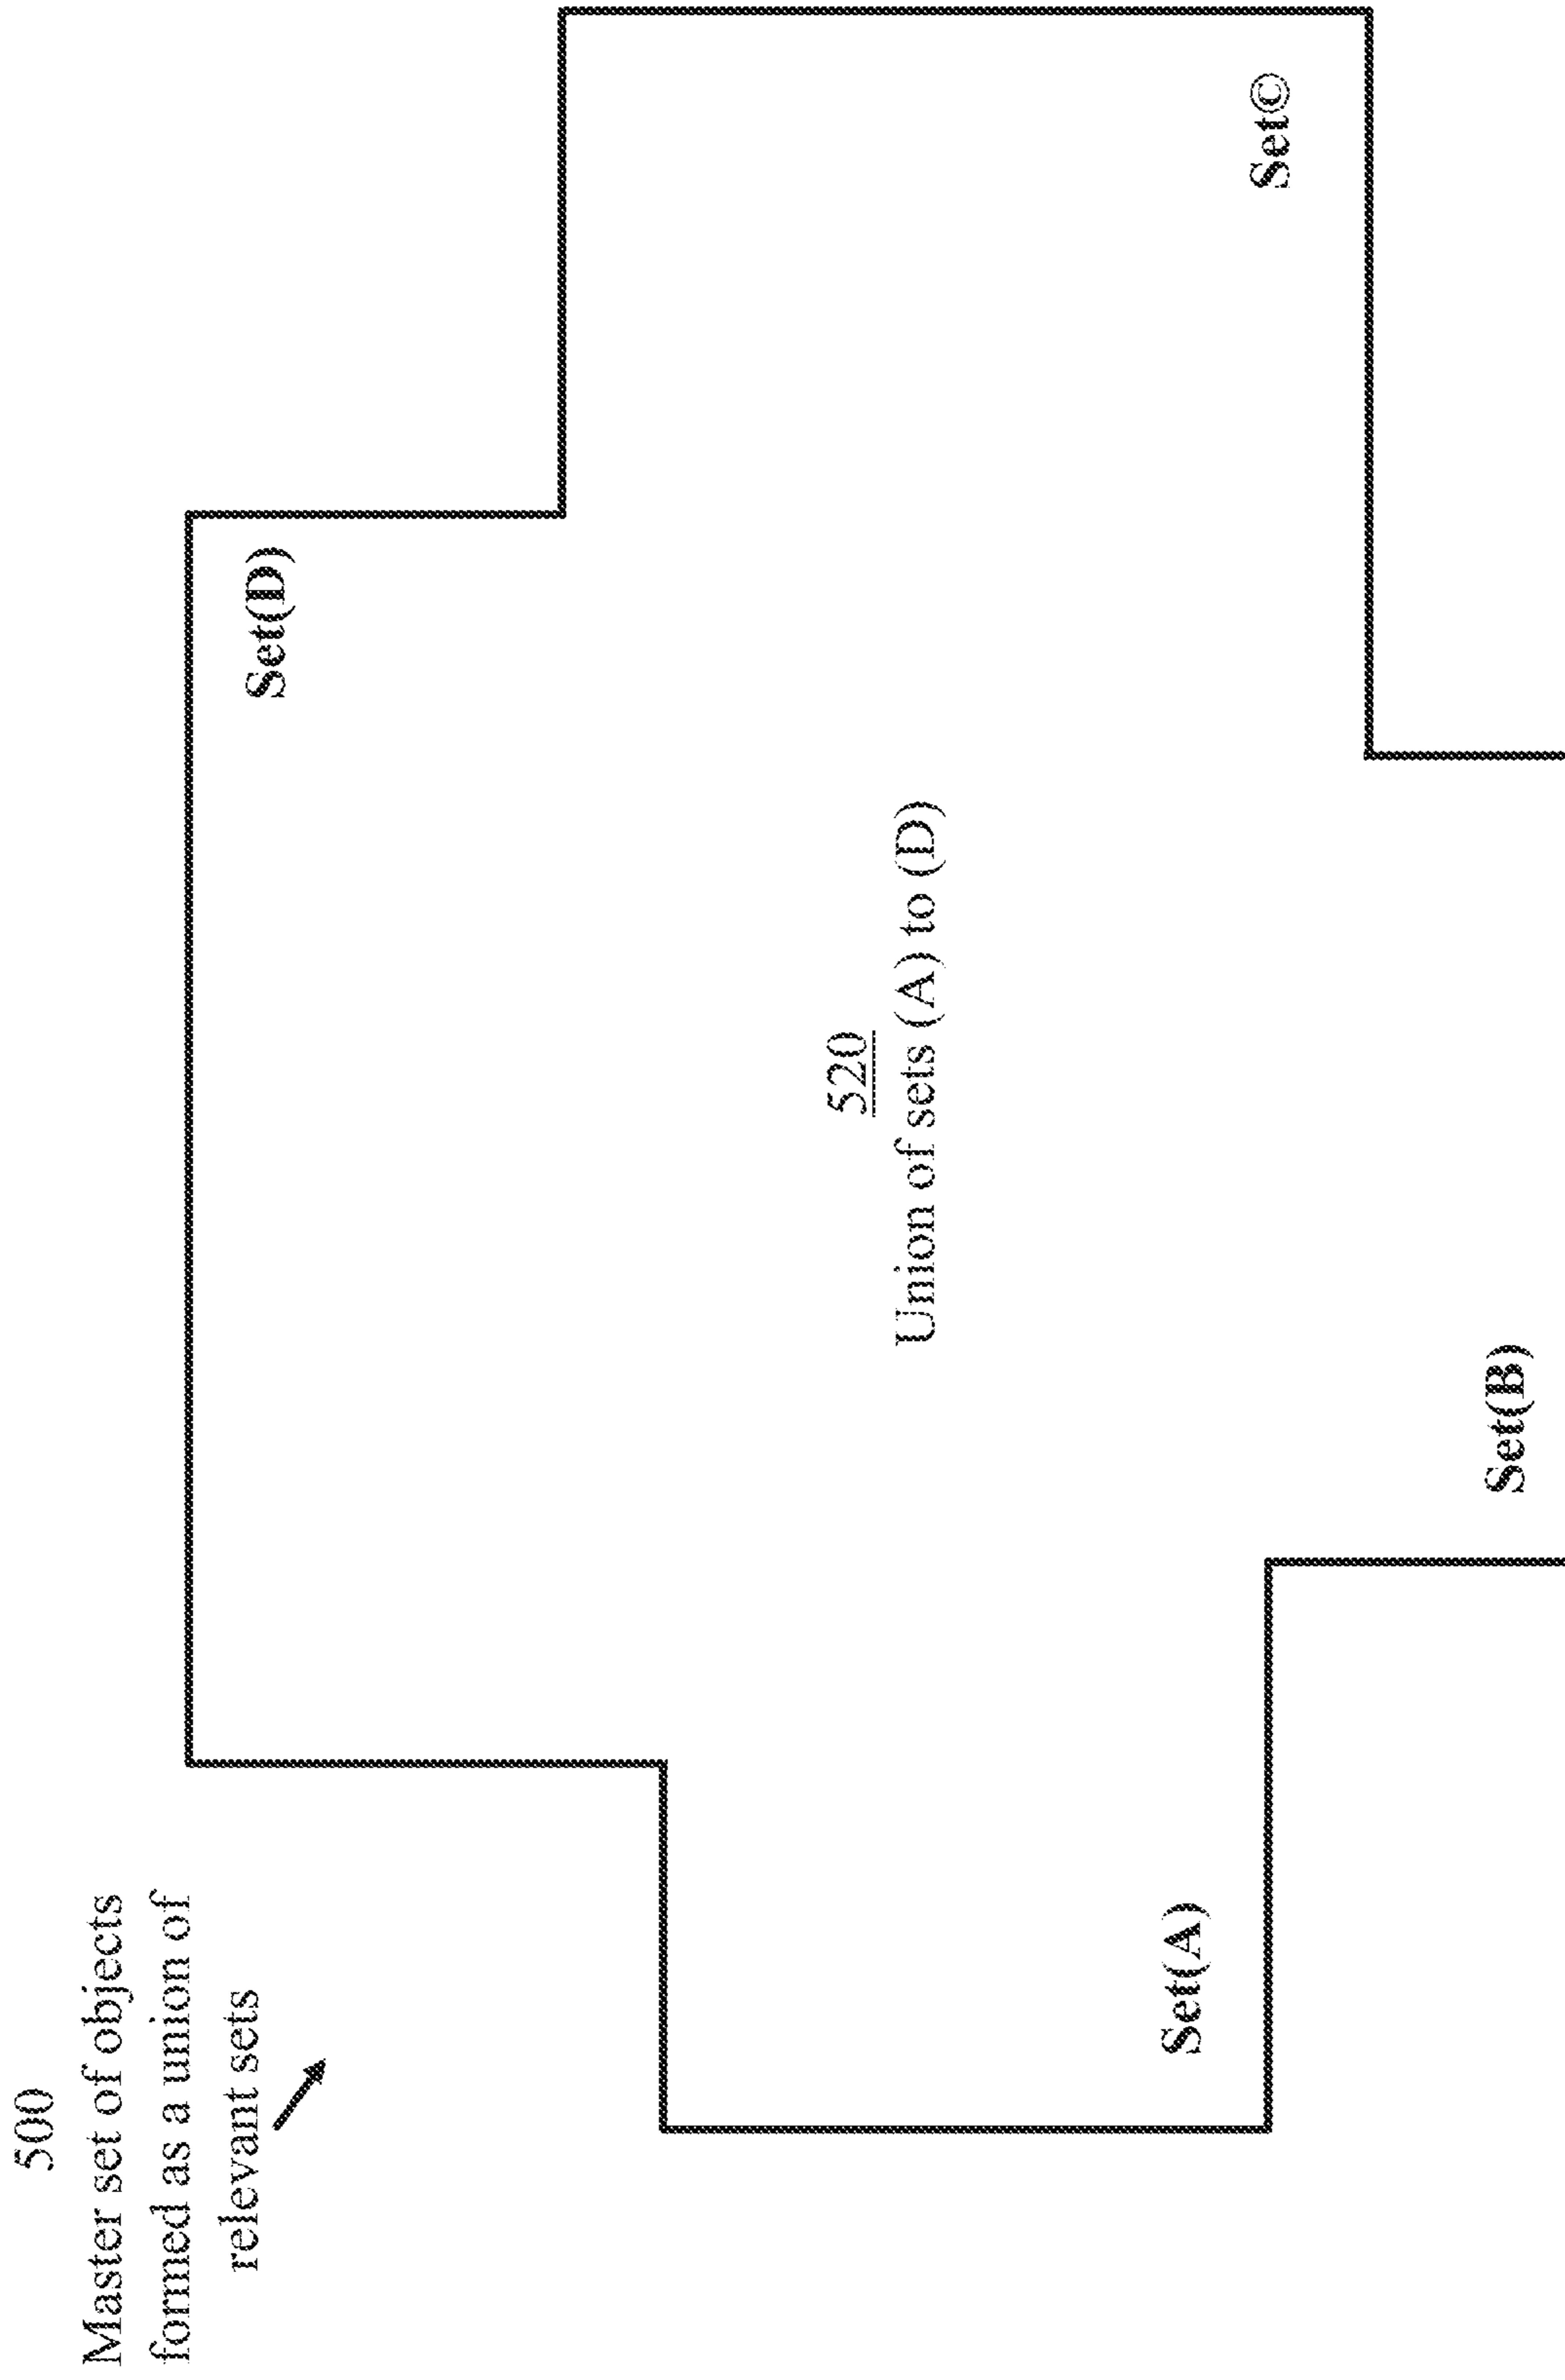 500
Master set of objects
formed as a union of
relevant sets
Set(D)
520
Union of sets (A) to (D)
Set(A)
Set©
Set(B)